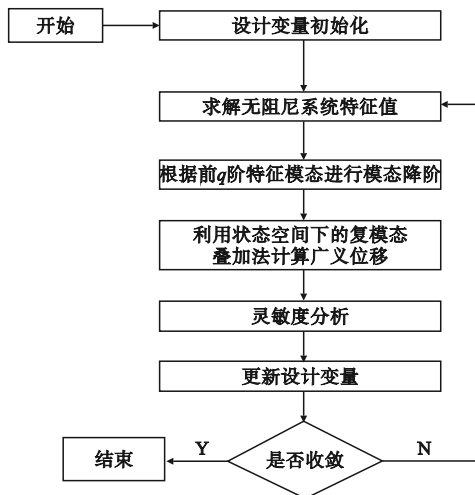 开始
设计变量初始化
求解无阻尼系统特征值
根据前q阶特征模态进行模态降阶
利用状态空间下的复模态
叠加法计算广义位移
灵敏度分析
更新设计变量
是否收敛
Y
N
结束